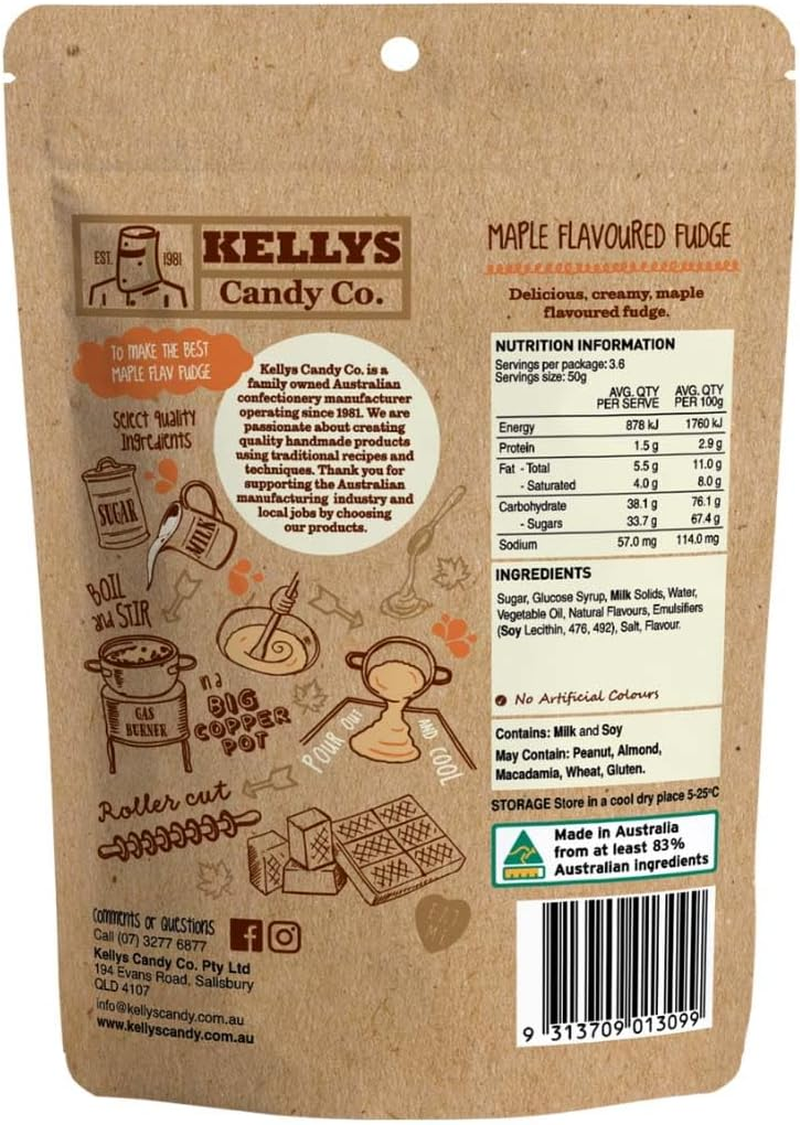 EST. 1981
KELLYS
Candy Co.
TO MAKE THE BEST
MAPLE FLAV FUDGE
Select quality
Ingredients
SUGAR
MILK
Kellys Candy Co. is a
family owned Australian
confectionery manufacturer
operating since 1981. We are
passionate about creating
quality handmade products
using traditional recipes and
techniques. Thank you for
supporting the Australian
manufacturing industry and
local jobs by choosing
our products.
BOIL
and STIR
GAS
BURNER
in a
BIG
COPPER
POT
POUR OUT
AND COOL
Roller cut
Comments or Questions
Call (07) 3277 6877
Kellys Candy Co. Pty Ltd
194 Evans Road, Salisbury
QLD 4107
info@kellyscandy.com.au
www.kellyscandy.com.au
MAPLE FLAVOURED FUDGE
Delicious, creamy, maple
flavoured fudge.
NUTRITION INFORMATION
Servings per package: 3.6
Servings size: 50g
AVG. QTY PER SERVE AVG. QTY PER 100g
Energy 878 kJ 1760 kJ
Protein 1.5 g 2.9 g
Fat - Total 5.5 g 11.0 g
- Saturated 4.0 g 8.0 g
Carbohydrate 38.1 g 76.1 g
- Sugars 33.7 g 67.4 g
Sodium 57.0 mg 114.0 mg
INGREDIENTS
Sugar, Glucose Syrup, Milk Solids, Water,
Vegetable Oil, Natural Flavours, Emulsifiers
(Soy Lecithin, 476, 492), Salt, Flavour.
No Artificial Colours
Contains: Milk and Soy
May Contain: Peanut, Almond,
Macadamia, Wheat, Gluten.
STORAGE Store in a cool dry place 5-25ºC
Made in Australia
from at least 83%
Australian ingredients
9 313709 013099